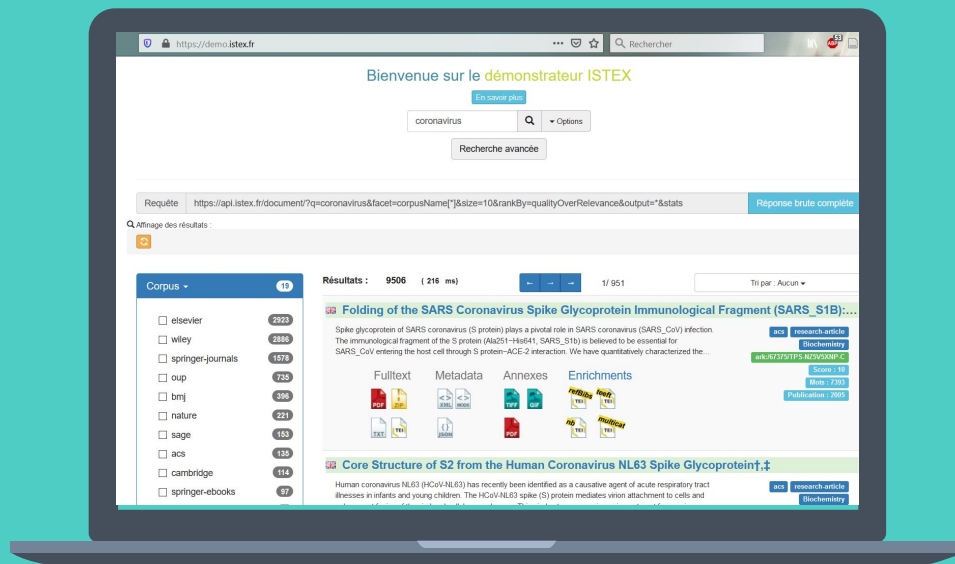 https://demo.istex.fr
Rechercher
ABP
53
Bienvenue sur le démonstrateur ISTEX
En savoir plus
coronavirus
Options
Recherche avancée
Requête https://api.istex.fr/document/?q=coronavirus&facet=corpusName[*]&size=10&rankBy=qualityOverRelevance&output=*&stats Réponse brute complète
Affinage des résultats :
Corpus 19
Résultats : 9506 ( 216 ms) ← → → 1/ 951 Tri par : Aucun
elsevier 2923
wiley 2886
springer-journals 1578
oup 735
bmj 396
nature 221
sage 153
acs 135
cambridge 114
springer-ebooks 97
Folding of the SARS Coronavirus Spike Glycoprotein Immunological Fragment (SARS_S1B):...
Spike glycoprotein of SARS coronavirus (S protein) plays a pivotal role in SARS coronavirus (SARS_CoV) infection.
The immunological fragment of the S protein (Ala251−His641, SARS_S1b) is believed to be essential for
SARS_CoV entering the host cell through S protein−ACE-2 interaction. We have quantitatively characterized the...
acs research-article
Biochemistry
ark:/67375/TPS-NZ5V5XNP-C
Score : 10
Mots : 7393
Publication : 2005
Fulltext Metadata Annexes Enrichments
PDF ZIP XML MODS TIFF GIF refBibs TEI teeft TEI
TXT TEI {} JSON PDF nb TEI multicat TEI
Core Structure of S2 from the Human Coronavirus NL63 Spike Glycoprotein†,‡
Human coronavirus NL63 (HCoV-NL63) has recently been identified as a causative agent of acute respiratory tract
illnesses in infants and young children. The HCoV-NL63 spike (S) protein mediates virion attachment to cells and
acs research-article
Biochemistry